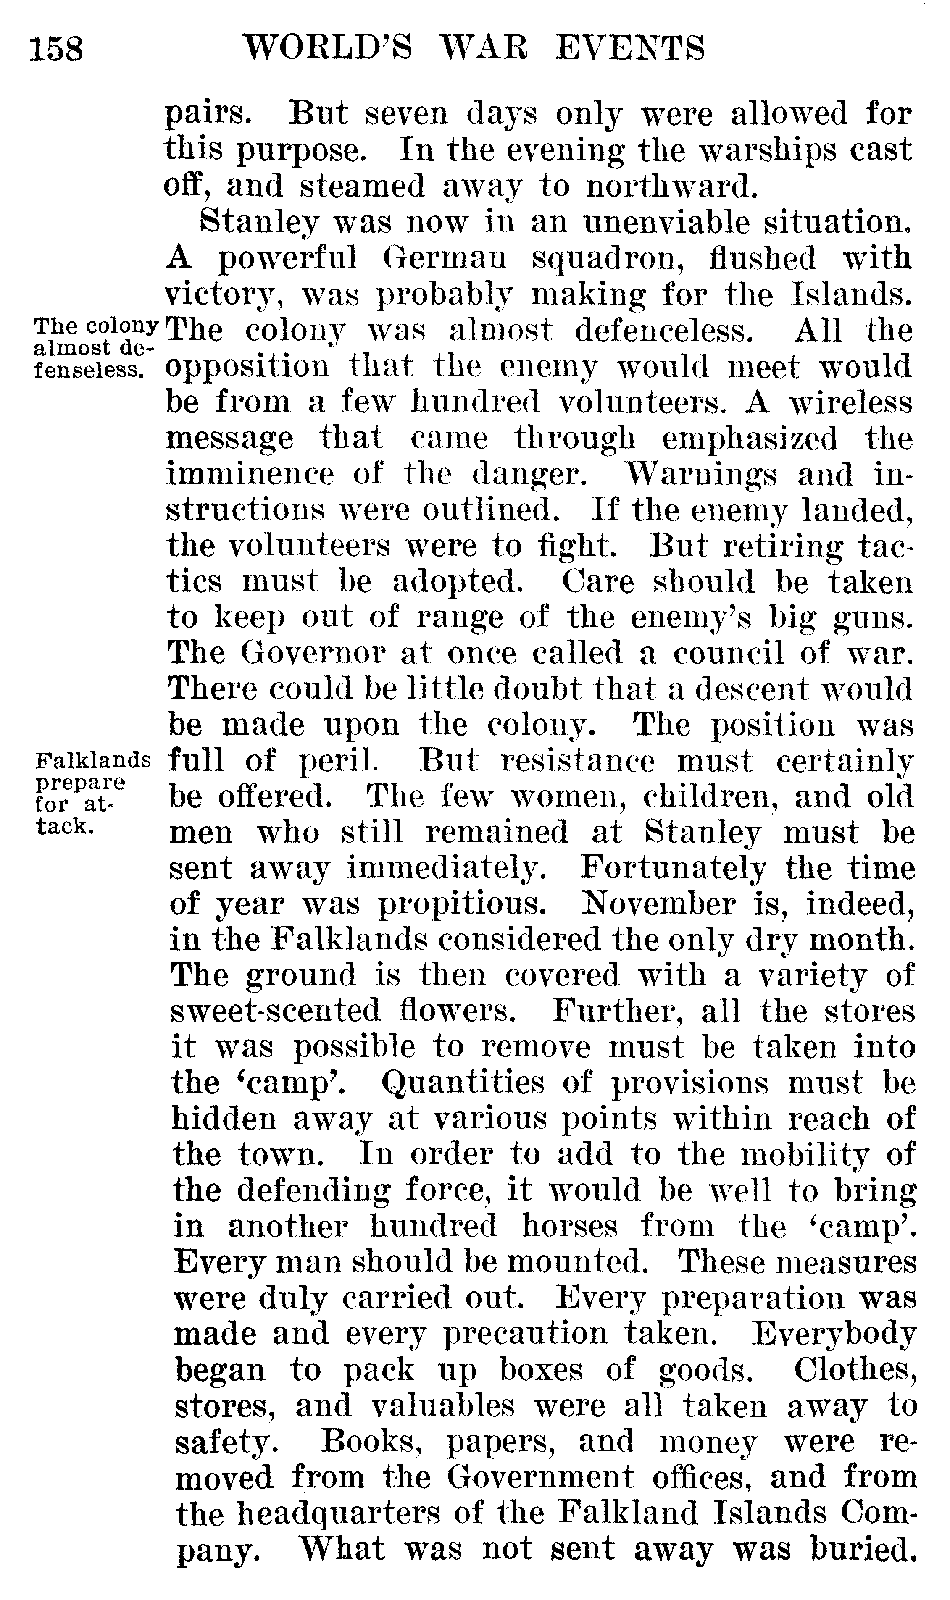 158 WORLD'S WAR EVENTS
pairs. But seven days only were allowed for
this purpose. In the evening the warships cast
off, and steamed away to northward.
Stanley was now in an unenviable situation.
A powerful German squadron, flushed with
victory, was probably making for the Islands.
The colony
almost de-
fenseless.
The colony was almost defenceless. All the
opposition that the enemy would meet would
be from a few hundred volunteers. A wireless
message that came through emphasized the
imminence of the danger. Warnings and in-
structions were outlined. If the enemy landed,
the volunteers were to fight. But retiring tac-
tics must be adopted. Care should be taken
to keep out of range of the enemy's big guns.
The Governor at once called a council of war.
There could be little doubt that a descent would
be made upon the colony. The position was
Falklands
prepare
for at-
tack.
full of peril. But resistance must certainly
be offered. The few women, children, and old
men who still remained at Stanley must be
sent away immediately. Fortunately the time
of year was propitious. November is, indeed,
in the Falklands considered the only dry month.
The ground is then covered with a variety of
sweet-scented flowers. Further, all the stores
it was possible to remove must be taken into
the 'camp'. Quantities of provisions must be
hidden away at various points within reach of
the town. In order to add to the mobility of
the defending force, it would be well to bring
in another hundred horses from the 'camp'.
Every man should be mounted. These measures
were duly carried out. Every preparation was
made and every precaution taken. Everybody
began to pack up boxes of goods. Clothes,
stores, and valuables were all taken away to
safety. Books, papers, and money were re-
moved from the Government offices, and from
the headquarters of the Falkland Islands Com-
pany. What was not sent away was buried.